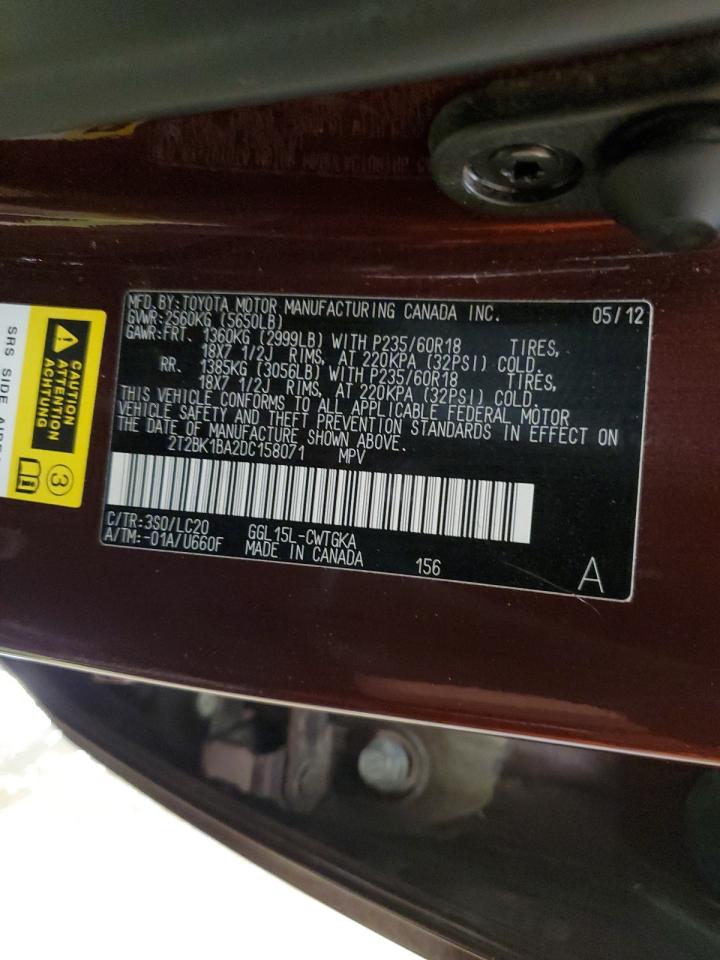 MFD.BY:TOYOTA MOTOR MANUFACTURING CANADA INC. 05/12
GVWR:2560KG (5650LB)
GAWR:FRT. 1360KG (2999LB) WITH P235/60R18 TIRES,
18X7 1/2J RIMS, AT 220KPA (32PSI) COLD.
RR. 1385KG (3056LB) WITH P235/60R18 TIRES,
18X7 1/2J RIMS, AT 220KPA (32PSI) COLD.
THIS VEHICLE CONFORMS TO ALL APPLICABLE FEDERAL MOTOR
VEHICLE SAFETY AND THEFT PREVENTION STANDARDS IN EFFECT ON
THE DATE OF MANUFACTURE SHOWN ABOVE.
2T2BK1BA2DC158071 MPV
C/TR:3S0/LC20 GGL15L-CWTGKA
A/TM:-01A/U660F MADE IN CANADA 156
A
CAUTION
ATTENTION
ACHTUNG
3
SRS SIDE